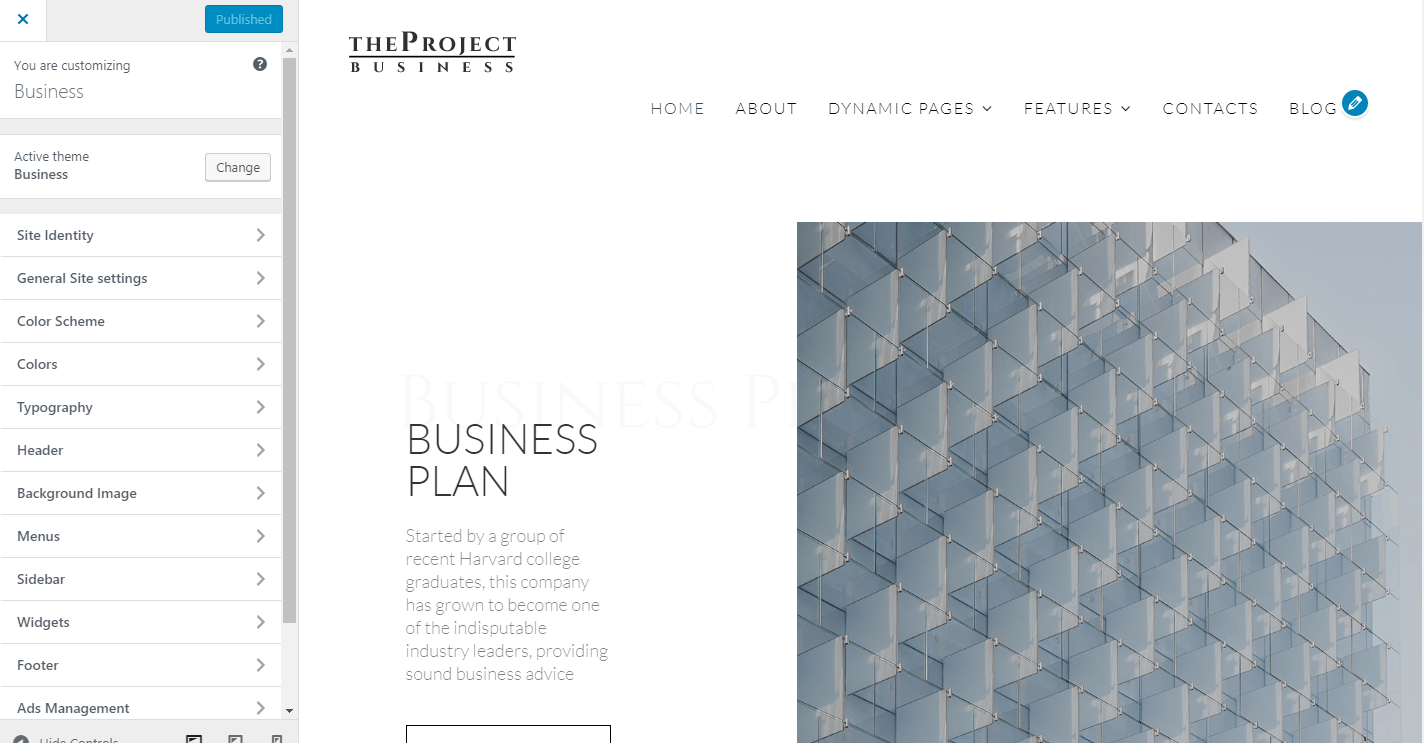 Published
You are customizing
Business
Active theme
Business
Change
Site Identity
General Site settings
Color Scheme
Colors
Typography
Header
Background Image
Menus
Sidebar
Widgets
Footer
Ads Management
Hide Controls
THEPROJECT
BUSINESS
HOME ABOUT DYNAMIC PAGES FEATURES CONTACTS BLOG
Business Pl
BUSINESS
PLAN
Started by a group of
recent Harvard college
graduates, this company
has grown to become one
of the indisputable
industry leaders, providing
sound business advice